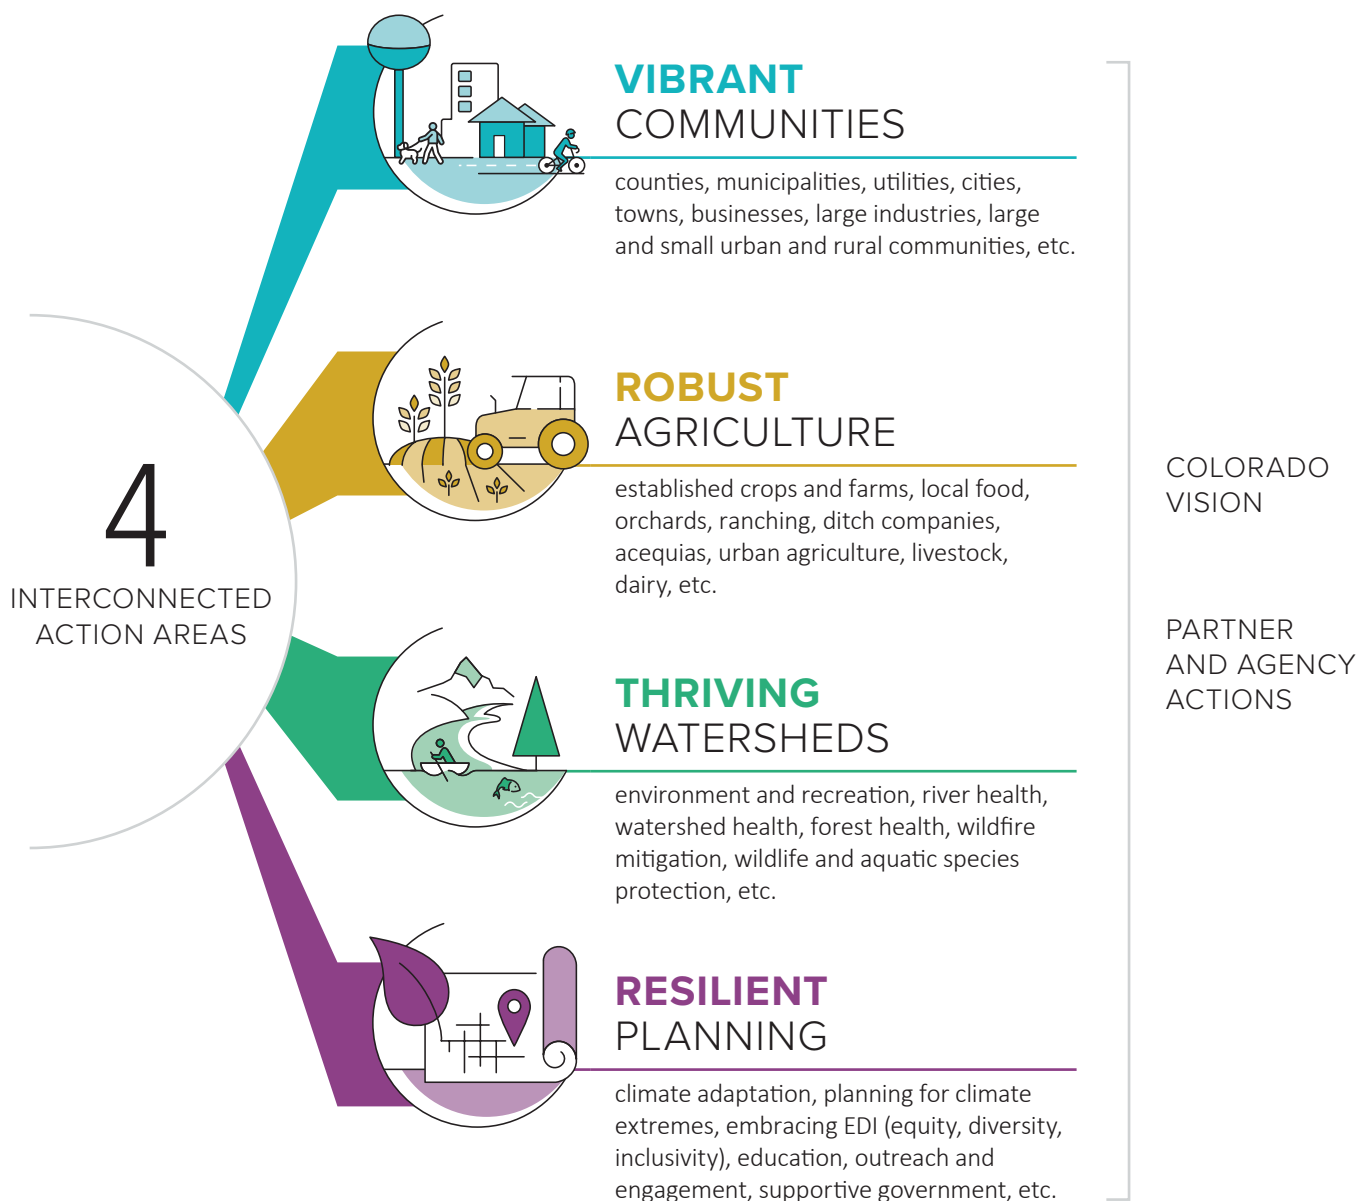 4
INTERCONNECTED
ACTION AREAS
VIBRANT
COMMUNITIES
counties, municipalities, utilities, cities,
towns, businesses, large industries, large
and small urban and rural communities, etc.
ROBUST
AGRICULTURE
established crops and farms, local food,
orchards, ranching, ditch companies,
acequias, urban agriculture, livestock,
dairy, etc.
THRIVING
WATERSHEDS
environment and recreation, river health,
watershed health, forest health, wildfire
mitigation, wildlife and aquatic species
protection, etc.
RESILIENT
PLANNING
climate adaptation, planning for climate
extremes, embracing EDI (equity, diversity,
inclusivity), education, outreach and
engagement, supportive government, etc.
COLORADO
VISION
PARTNER
AND AGENCY
ACTIONS